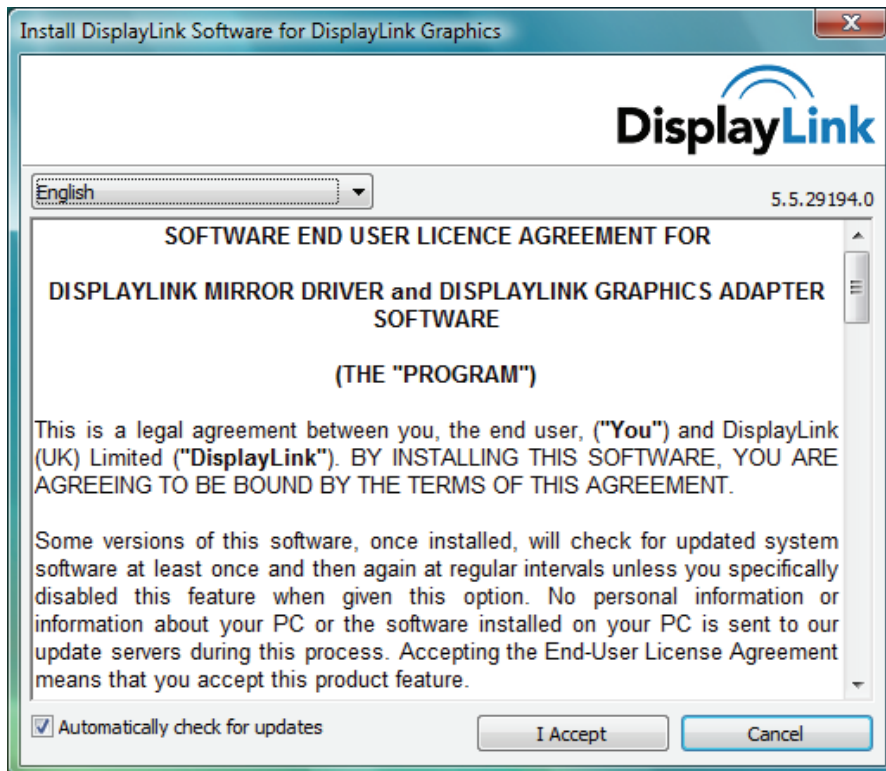 Install DisplayLink Software for DisplayLink Graphics
DisplayLink
English
5.5.29194.0
SOFTWARE END USER LICENCE AGREEMENT FOR
DISPLAYLINK MIRROR DRIVER and DISPLAYLINK GRAPHICS ADAPTER
SOFTWARE
(THE "PROGRAM")
This is a legal agreement between you, the end user, ("You") and DisplayLink
(UK) Limited ("DisplayLink"). BY INSTALLING THIS SOFTWARE, YOU ARE
AGREEING TO BE BOUND BY THE TERMS OF THIS AGREEMENT.
Some versions of this software, once installed, will check for updated system
software at least once and then again at regular intervals unless you specifically
disabled this feature when given this option. No personal information or
information about your PC or the software installed on your PC is sent to our
update servers during this process. Accepting the End-User License Agreement
means that you accept this product feature.
Automatically check for updates
I Accept
Cancel